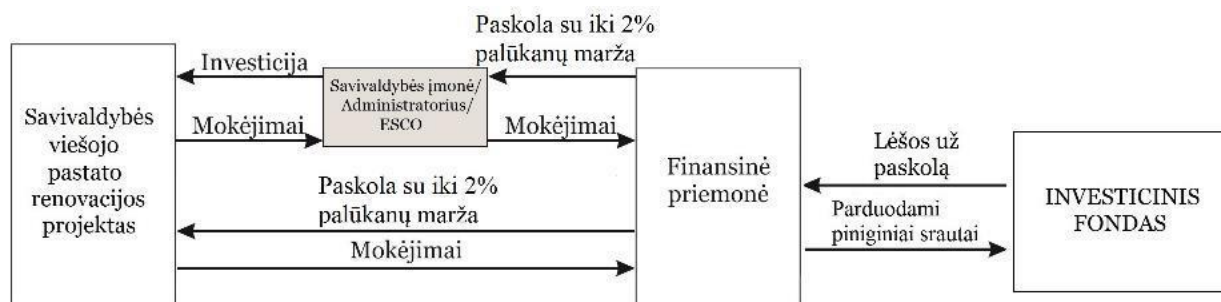 Savivaldybės
viešojo
pastato
renovacijos
projektas
Investicija
Mokėjimai
Savivaldybės įmonė/
Administratorius/
ESCO
Paskola su iki 2%
palūkanų marža
Mokėjimai
Paskola su iki 2%
palūkanų marža
Mokėjimai
Finansinė
priemonė
Lėšos už
paskolą
Parduodami
piniginiai srautai
INVESTICINIS
FONDAS